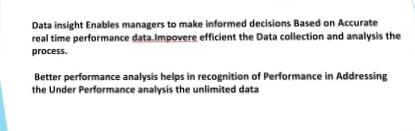 Data insight Enables managers to make informed decisions Based on Accurate
real time performance data.Impovere efficient the Data collection and analysis the
process.
Better performance analysis helps in recognition of Performance in Addressing
the Under Performance analysis the unlimited data